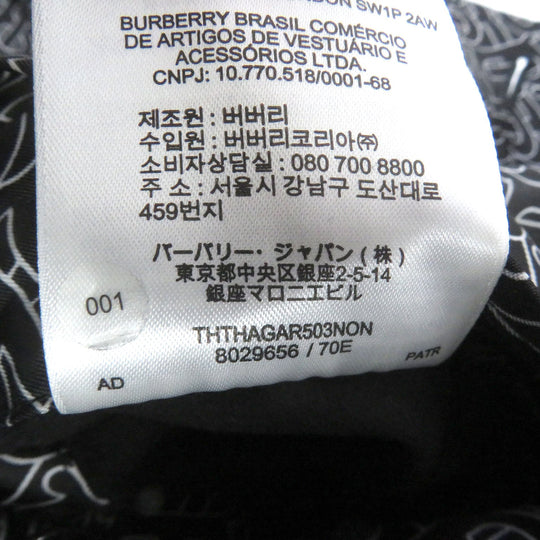 SW1P 2AW
BURBERRY BRASIL COMÉRCIO
DE ARTIGOS DE VESTUÁRIO E
ACESSÓRIOS LTDA.
CNPJ: 10.770.518/0001-68
제조원 : 버버리
수입원 : 버버리코리아㈜
소비자상담실 : 080 700 8800
주 소 : 서울시 강남구 도산대로
459번지
バーバリー・ジャパン(株)
東京都中央区銀座2-5-14
銀座マロニエビル
001
THTHAGAR503NON
8029656 / 70E
AD
PATR